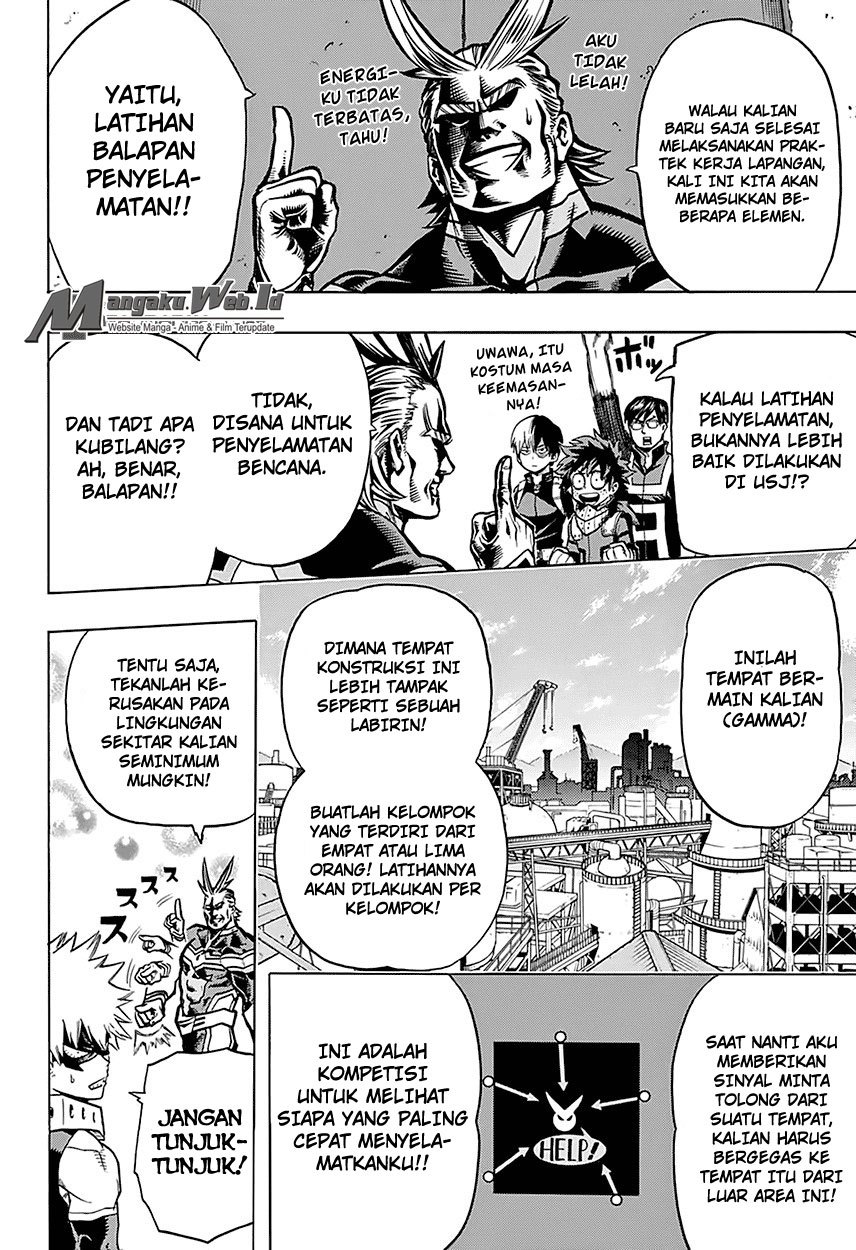 WALAU KALIAN
BARU SAJA SELESAI
MELAKSANAKAN PRAK-
TEK KERJA LAPANGAN,
KALI INI KITA AKAN
MEMASUKKAN BE-
BERAPA ELEMEN.
AKU
TIDAK
LELAH!
ENERGI-
KU TIDAK
TERBATAS,
TAHU!
YAITU,
LATIHAN
BALAPAN
PENYELA-
MATAN!!
MangakuWeb.Id
Website Manga - Anime & Film Terupdate
KALAU LATIHAN
PENYELAMATAN,
BUKANNYA LEBIH
BAIK DILAKUKAN
DI USJ!?
ボッ
UWAWA, ITU
KOSTUM MASA
KEEMASAN-
NYA!
TIDAK,
DISANA UNTUK
PENYELAMATAN
BENCANA.
DAN TADI APA
KUBILANG?
AH, BENAR,
BALAPAN!!
INILAH
TEMPAT BER-
MAIN KALIAN
(GAMMA)!
DIMANA TEMPAT
KONSTRUKSI INI
LEBIH TAMPAK
SEPERTI SEBUAH
LABIRIN!
BUATLAH KELOMPOK
YANG TERDIRI DARI
EMPAT ATAU LIMA
ORANG! LATIHANNYA
AKAN DILAKUKAN PER
KELOMPOK!
SAAT NANTI AKU
MEMBERIKAN
SINYAL MINTA
TOLONG DARI
SUATU TEMPAT,
KALIAN HARUS
BERGEGAS KE
TEMPAT ITU DARI
LUAR AREA INI!
HELP!
INI ADALAH
KOMPETISI
UNTUK MELIHAT
SIAPA YANG PALING
CEPAT MENYELA-
MATKANKU!!
TENTU SAJA,
TEKANLAH KE-
RUSAKAN PADA
LINGKUNGAN
SEKITAR KALIAN
SEMINIMUM
MUNGKIN!
ススス
JANGAN
TUNJUK-
TUNJUK!